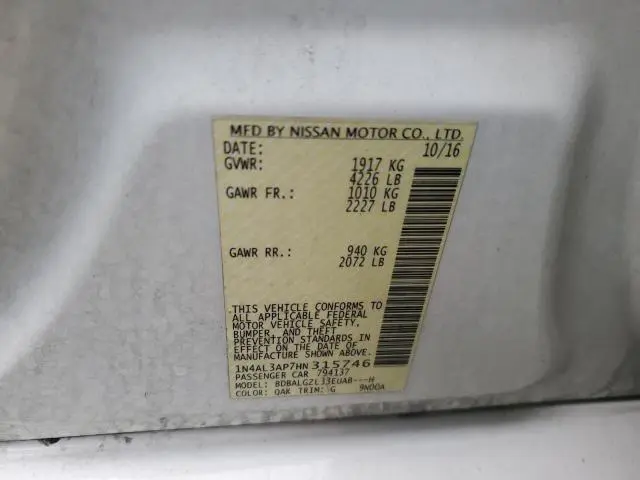 MFD BY NISSAN MOTOR CO., LTD.
DATE: 10/16
GVWR: 1917 KG
4226 LB
GAWR FR.: 1010 KG
2227 LB
GAWR RR.: 940 KG
2072 LB
THIS VEHICLE CONFORMS TO
ALL APPLICABLE FEDERAL
MOTOR VEHICLE SAFETY,
BUMPER, AND THEFT
PREVENTION STANDARDS IN
EFFECT ON THE DATE OF
MANUFACTURE SHOWN ABOVE.
1N4AL3AP7HN315746
PASSENGER CAR 794137
MODEL: BDBALGZL33EUA8---H
COLOR: QAK TRIM: G 9NDOA